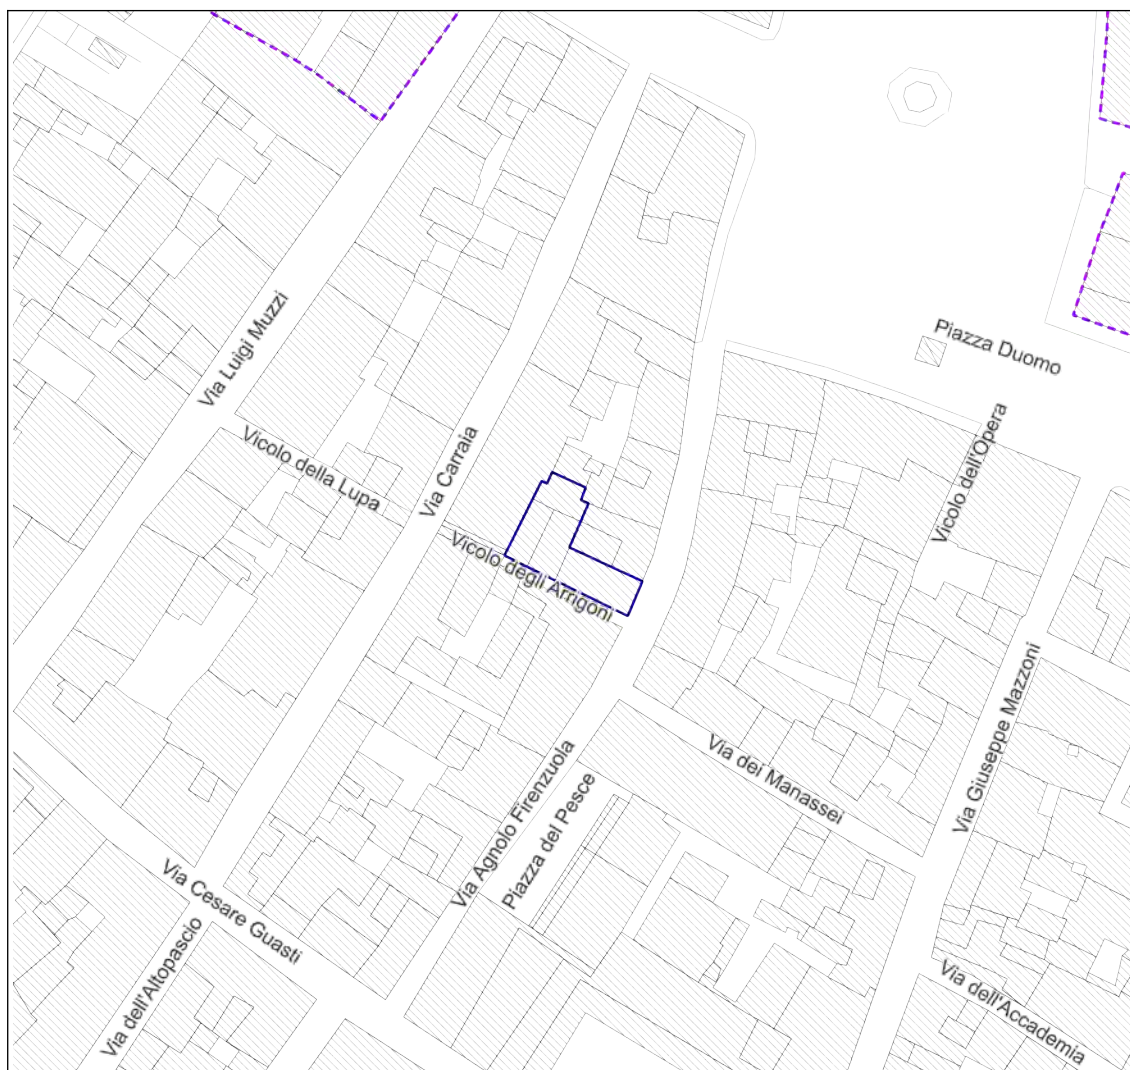 Via Luigi Muzzi
Piazza Duomo
Vicolo dell'Opera
Vicolo della Lupa
Via Carraia
Vicolo degli Arrigoni
Via Giuseppe Mazzoni
Via dei Manassei
Via Agnolo Firenzuola
Piazza del Pesce
Via Cesare Guasti
Via dell'Altopascio
Via dell'Accademia